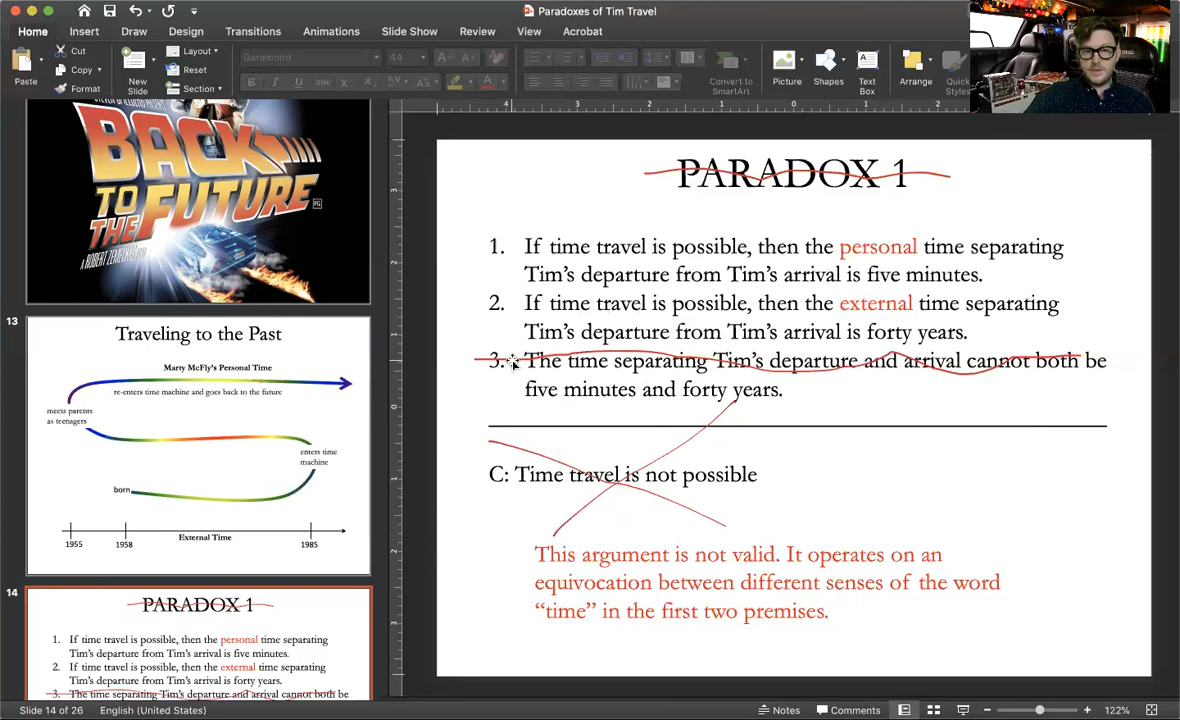 Paradoxes of Tim Travel
Home Insert Draw Design Transitions Animations Slide Show Review View Acrobat
Paste
Cut
Copy
Format
New
Slide
Layout
Reset
Section
Garamond
44
Convert to
SmartArt
Picture
Shapes
Text
Box
Arrange
Quick
Styles
BACK
TO
THE FUTURE
PG
A ROBERT ZEMECKIS
13
Traveling to the Past
Marty McFly's Personal Time
re-enters time machine and goes back to the future
meets parents
as teenagers
enters time
machine
born
1955 1958 External Time 1985
14
PARADOX 1
1. If time travel is possible, then the personal time separating
Tim's departure from Tim's arrival is five minutes.
2. If time travel is possible, then the external time separating
Tim's departure from Tim's arrival is forty years.
3. The time separating Tim's departure and arrival cannot both be
PARADOX 1
1. If time travel is possible, then the personal time separating
Tim's departure from Tim's arrival is five minutes.
2. If time travel is possible, then the external time separating
Tim's departure from Tim's arrival is forty years.
3. The time separating Tim's departure and arrival cannot both be
five minutes and forty years.
C: Time travel is not possible
This argument is not valid. It operates on an
equivocation between different senses of the word
“time” in the first two premises.
Slide 14 of 26 English (United States) Notes Comments 122%